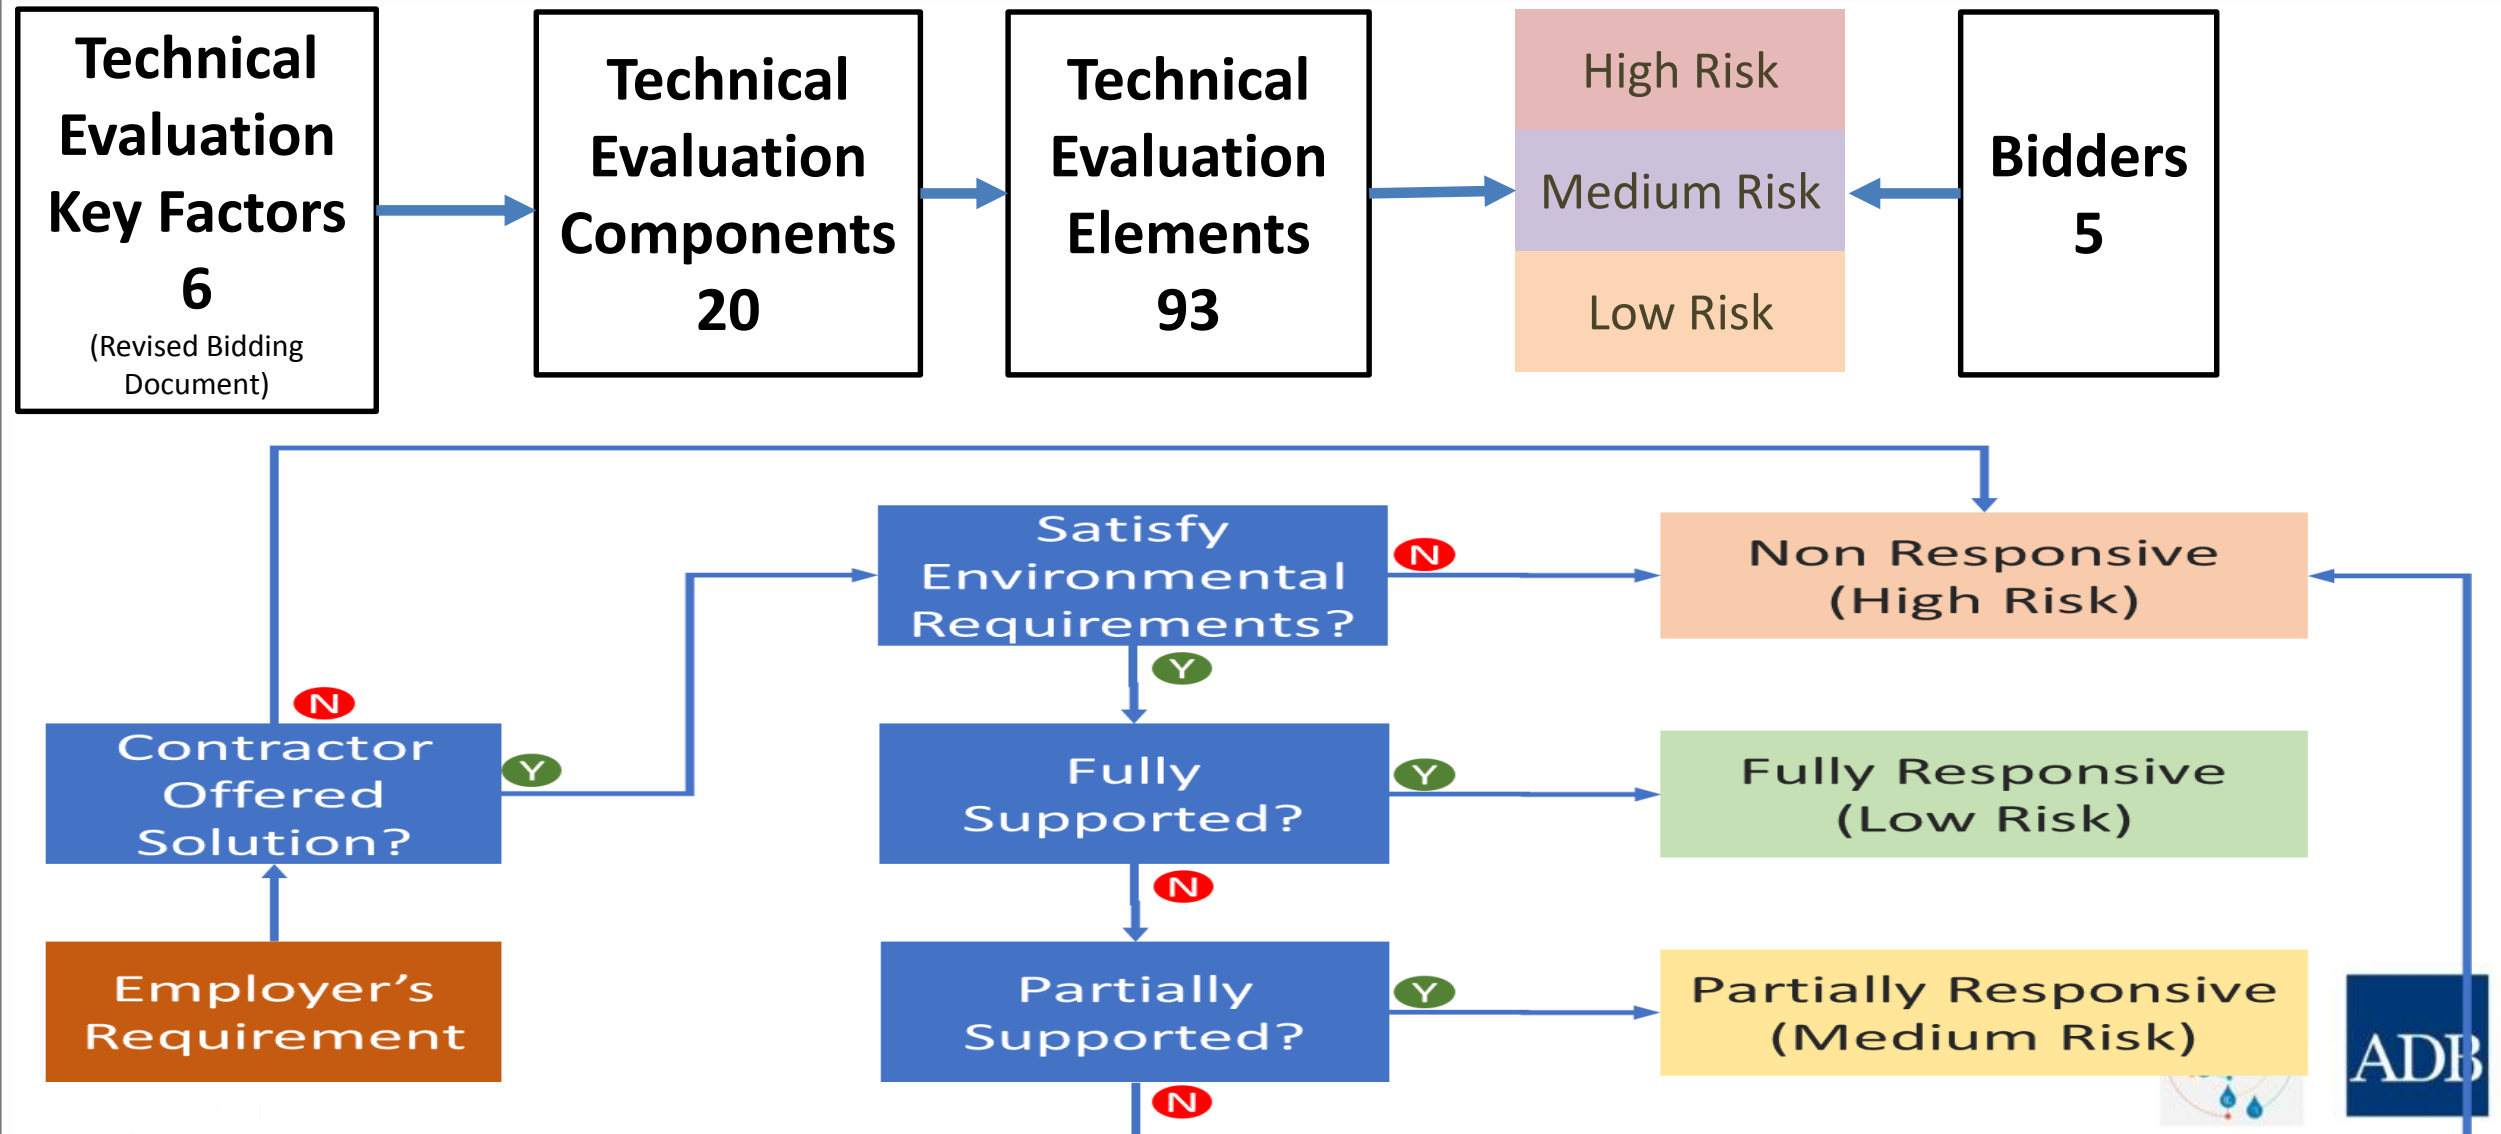 Technical
Evaluation
Key Factors
6
(Revised Bidding
Document)
Technical
Evaluation
Components
20
Technical
Evaluation
Elements
93
High Risk
Medium Risk
Low Risk
Bidders
5
Satisfy
Environmental
Requirements?
N
Non Responsive
(High Risk)
Y
N
Contractor
Offered
Solution?
Y
Fully
Supported?
Y
Fully Responsive
(Low Risk)
N
Employer’s
Requirement
Partially
Supported?
Y
Partially Responsive
(Medium Risk)
N
ADB